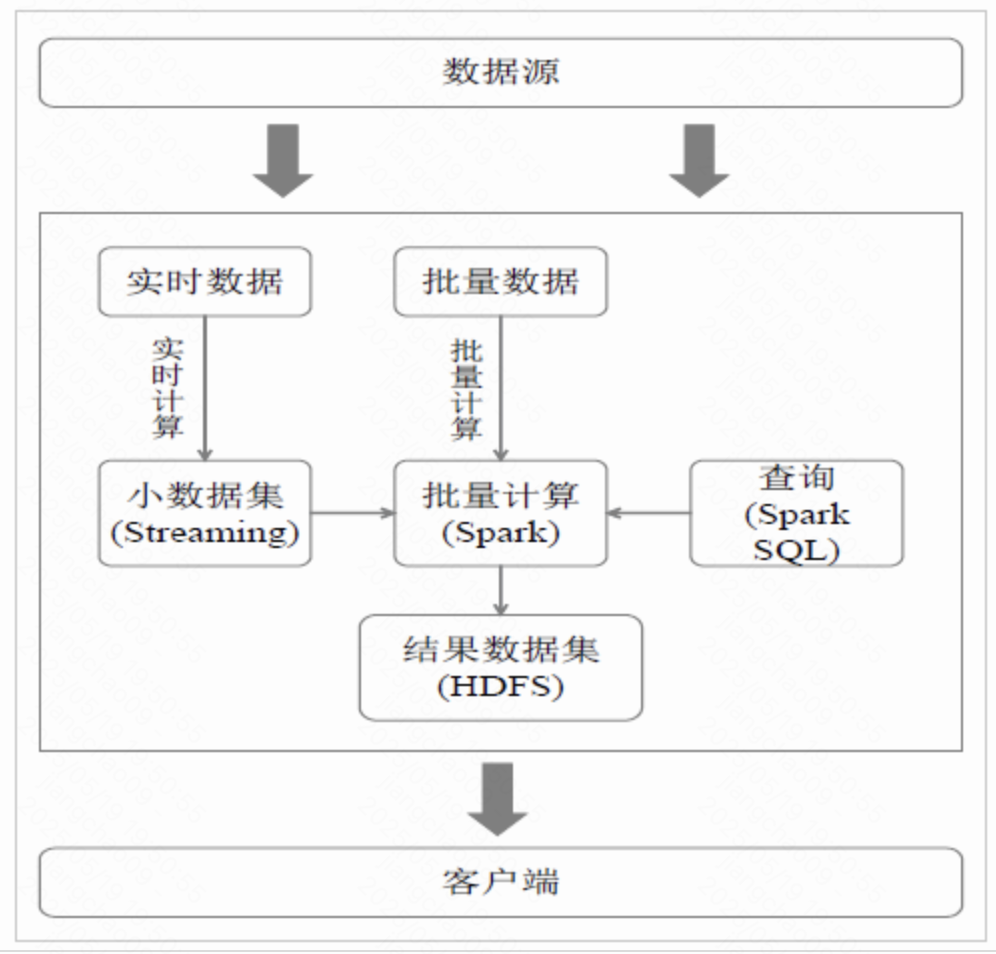 数据源
实时数据
批量数据
实时计算
批量计算
小数据集
(Streaming)
批量计算
(Spark)
查询
(Spark
SQL)
结果数据集
(HDFS)
客户端